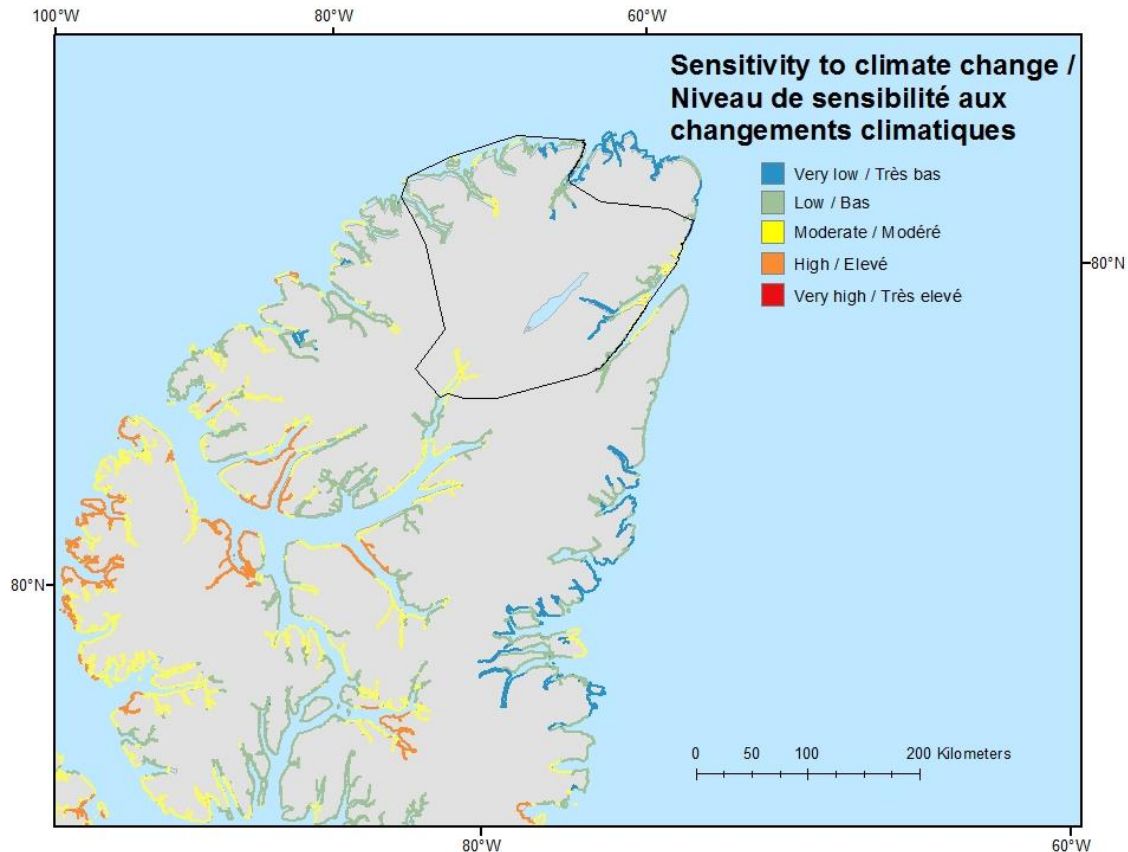 100°W 80°W 60°W
Sensitivity to climate change /
Niveau de sensibilité aux
changements climatiques
Very low / Très bas
Low / Bas
Moderate / Modéré
High / Elevé
Very high / Très elevé
80°N
80°N
0 50 100 200 Kilometers
80°W 60°W